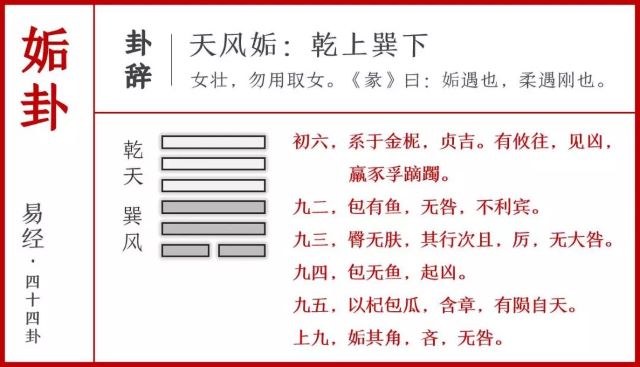 姤卦
易经·四十四卦
卦辞
天风姤：乾上巽下
女壮，勿用取女。《彖》曰：姤遇也，柔遇刚也。
乾天
巽风
初六，系于金柅，贞吉。有攸往，见凶，
羸豕孚蹢躅。
九二，包有鱼，无咎，不利宾。
九三，臀无肤，其行次且，厉，无大咎。
九四，包无鱼，起凶。
九五，以杞包瓜，含章，有陨自天。
上九，姤其角，吝，无咎。